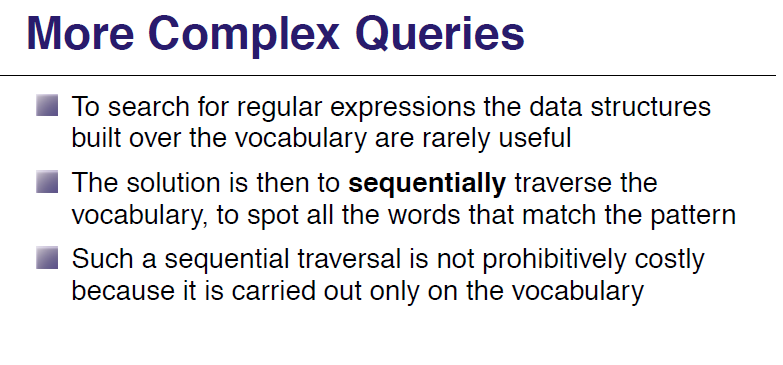 More Complex Queries
To search for regular expressions the data structures
built over the vocabulary are rarely useful
The solution is then to sequentially traverse the
vocabulary, to spot all the words that match the pattern
Such a sequential traversal is not prohibitively costly
because it is carried out only on the vocabulary